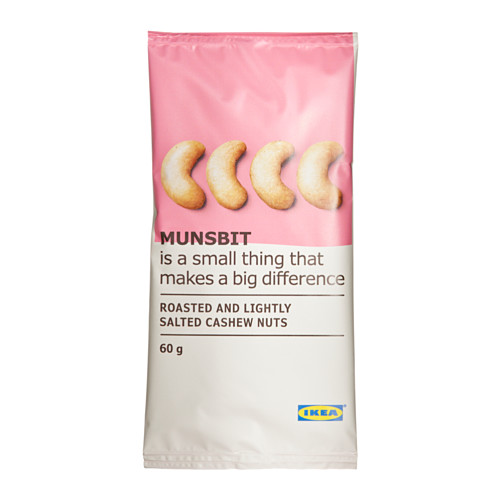 MUNSBIT
is a small thing that
makes a big difference
ROASTED AND LIGHTLY
SALTED CASHEW NUTS
60 g
IKEA